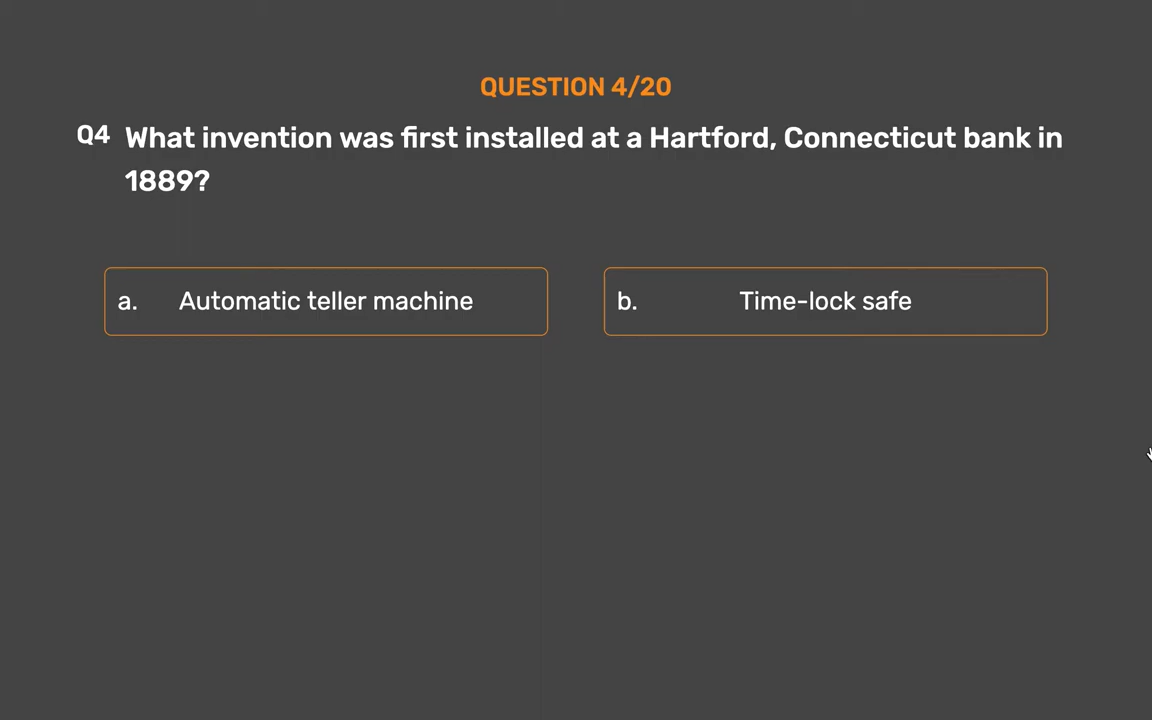 QUESTION 4/20
Q4 What invention was first installed at a Hartford, Connecticut bank in
1889?
a. Automatic teller machine
b. Time-lock safe